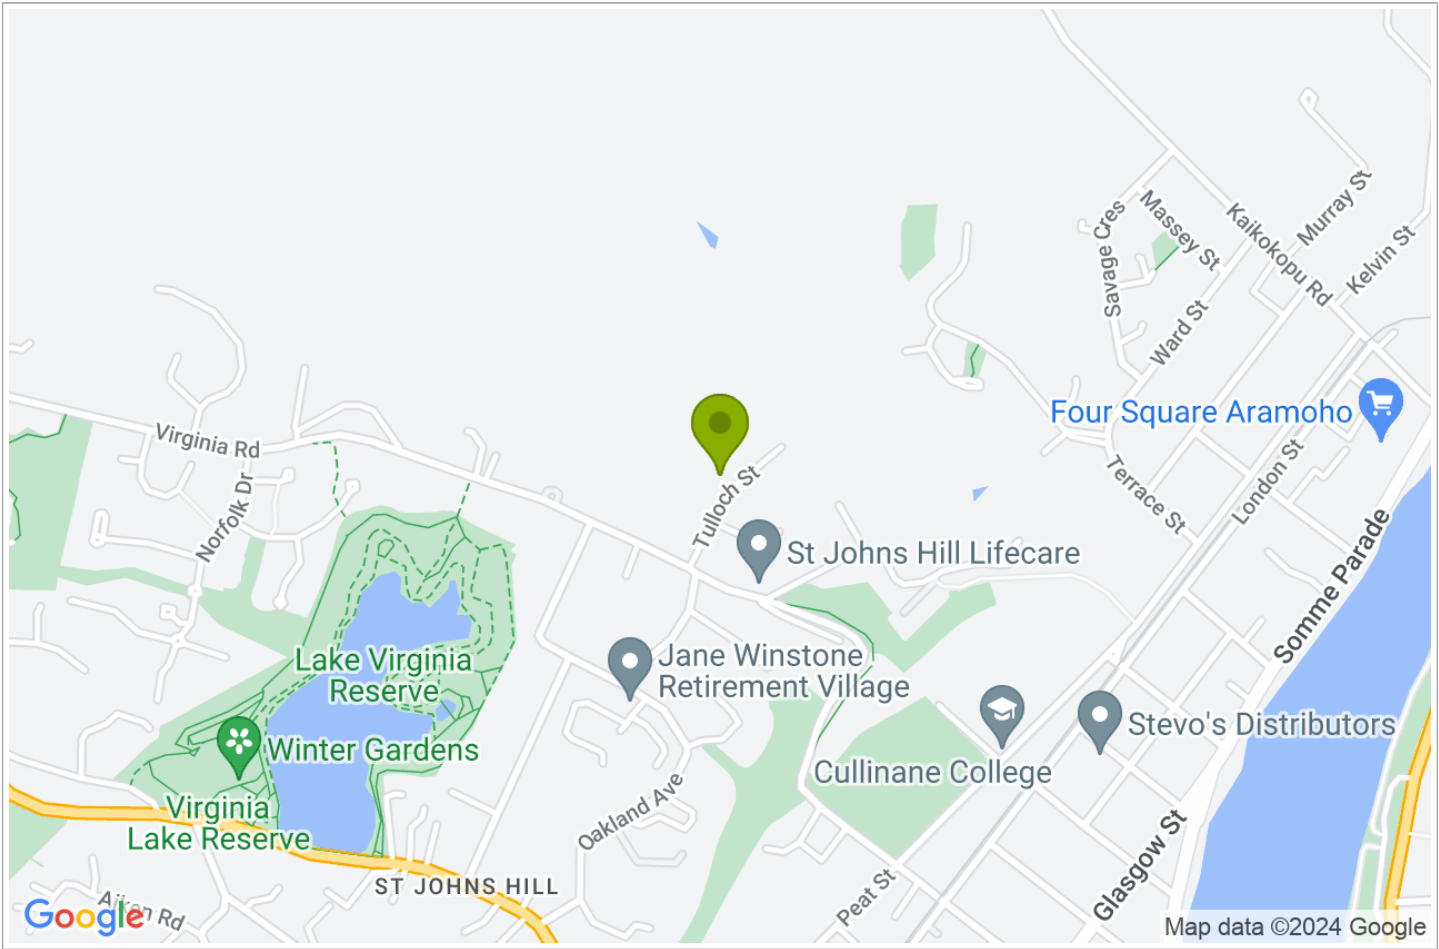 Massey St
Savage Cres
Murray St
Kaikokopu Rd
Kelvin St
Ward St
Four Square Aramoho
Virginia Rd
Norfolk Dr
Tulloch St
Terrace St
London St
St Johns Hill Lifecare
Somme Parade
Lake Virginia
Reserve
Jane Winstone
Retirement Village
Winter Gardens
Stevo's Distributors
Cullinane College
Virginia
Lake Reserve
Oakland Ave
Glasgow St
ST JOHNS HILL
Peat St
Aiken Rd
Google
Map data ©2024 Google